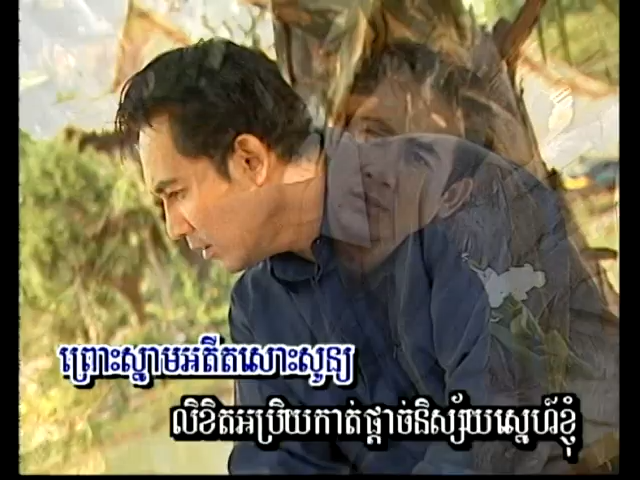 ព្រោះស្នាមអតីតសោះសូន្យ
លិខិតអប្រិយកាត់ផ្ដាច់និស្ស័យស្នេហ៍ខ្ញុំ